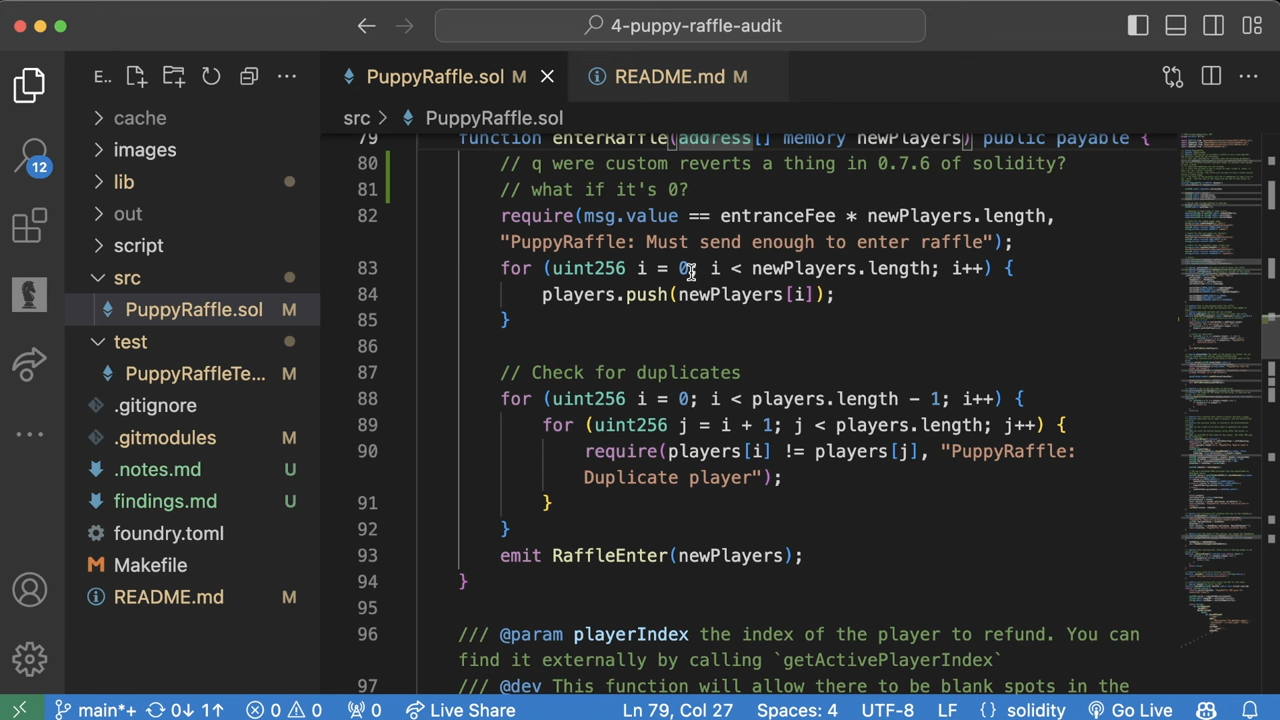 4-puppy-raffle-audit
E..
PuppyRaffle.sol M
README.md M
12
cache
images
lib
out
script
src
PuppyRaffle.sol M
test
PuppyRaffleTe... M
.gitignore
.gitmodules M
.notes.md U
findings.md U
foundry.toml
Makefile
README.md M
src > PuppyRaffle.sol
79 function enterRaffle(address[] memory newPlayers) public payable {
80 // q were custom reverts a thing in 0.7.6 of solidity?
81 // what if it's 0?
82 require(msg.value == entranceFee * newPlayers.length,
"PuppyRaffle: Must send enough to enter raffle");
83 for (uint256 i = 0; i < newPlayers.length; i++) {
84 players.push(newPlayers[i]);
85 }
86
87 // Check for duplicates
88 for (uint256 i = 0; i < players.length - 1; i++) {
89 for (uint256 j = i + 1; j < players.length; j++) {
90 require(players[i] != players[j], "PuppyRaffle:
Duplicate player");
91 }
92 }
93 emit RaffleEnter(newPlayers);
94 }
95
96 /// @param playerIndex the index of the player to refund. You can
find it externally by calling `getActivePlayerIndex`
97 /// @dev This function will allow there to be blank spots in the
main*+ 0↓ 1↑ 0 0 0 Live Share Ln 79, Col 27 Spaces: 4 UTF-8 LF {} solidity Go Live